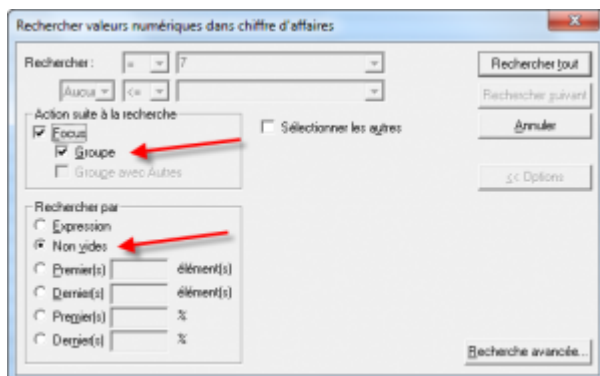 Rechercher valeurs numériques dans chiffre d'affaires
Rechercher : = 7
Rechercher tout
Aucu <=
Rechercher suivant
Action suite à la recherche
Focus
Sélectionner les autres
Annuler
Groupe
Groupe avec Autres
<< Options
Rechercher par
Expression
Non vides
Premier(s) élément(s)
Dernier(s) élément(s)
Premier(s) %
Dernier(s) %
Recherche avancée...